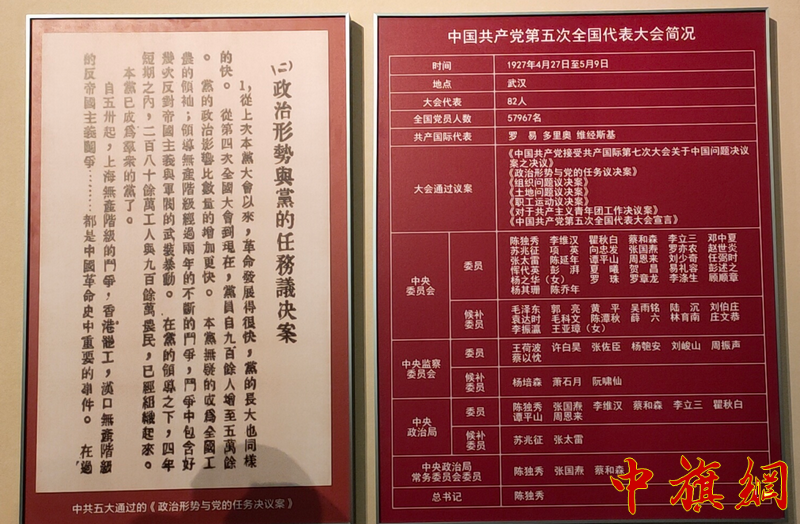 (二)政治形勢與黨的任務議决案
1,從上次本黨大會以來,革命發展得很快,黨的長大也同樣
的快。 從第四次全國大會到現在,黨員自九百餘人增至五萬餘
人。 黨的政治影響比數量的增加更快。 本黨無疑的成爲全國工
農的領袖;領導無產階級經過兩年的不斷的鬥爭,鬥爭中包含好
幾次反對帝國主義與軍閥的武裝暴動。 在黨的領導之下,四年
短期之內,二百八十餘萬工人與九百餘萬農民,已經組織起來。
本黨已成爲羣業的黨了。
自五卅起,上海無產階級的鬥爭,香港罷工,漢口無產階級
的反帝國主義鬥爭………都是中國革命史中重要的事件。 在過
中共五大通过的《政治形势与党的任务决议案》
中国共产党第五次全国代表大会简况
时间 1927年4月27日至5月9日
地点 武汉
大会代表 82人
全国党员人数 57967名
共产国际代表 罗 易 多里奥 维经斯基
大会通过议案
《中国共产党接受共产国际第七次大会关于中国问题决议
案之决议》
《政治形势与党的任务议决案》
《组织问题议决案》
《土地问题议决案》
《职工运动议决案》
《对于共产主义青年团工作决议案》
《中国共产党第五次全国代表大会宣言》
中央
委员会
委员
陈独秀 李维汉 瞿秋白 蔡和森 李立三 邓中夏
苏兆征 项 英 向忠发 张国焘 罗亦农 赵世炎
张太雷 陈延年 谭平山 周恩来 刘少奇 任弼时
恽代英 彭 湃 夏 曦 贺 昌 易礼容 彭述之
杨之华（女） 罗 珠 罗章龙 李涤生 顾顺章
杨其珊 陈乔年
候补
委员
毛泽东 郭 亮 黄 平 吴雨铭 陆 沉 刘伯庄
袁达时 毛科文 陈潭秋 薛 六 林育南 庄文恭
李振瀛 王亚璋（女）
中央监察
委员会
委员
王荷波 许白昊 张佐臣 杨匏安 刘峻山 周振声
蔡以忱
候补
委员
杨培森 萧石月 阮啸仙
中央
政治局
委员
陈独秀 张国焘 李维汉 蔡和森 李立三 瞿秋白
谭平山 周恩来
候补
委员
苏兆征 张太雷
中央政治局
常务委员会委员
陈独秀 张国焘 蔡和森
总书记 陈独秀
中旗網